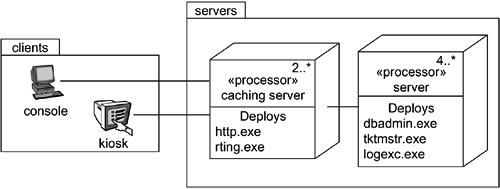 clients
console
kiosk
servers
2..*
«processor»
caching server
Deploys
http.exe
rting.exe
4..*
«processor»
server
Deploys
dbadmin.exe
tktmstr.exe
logexc.exe